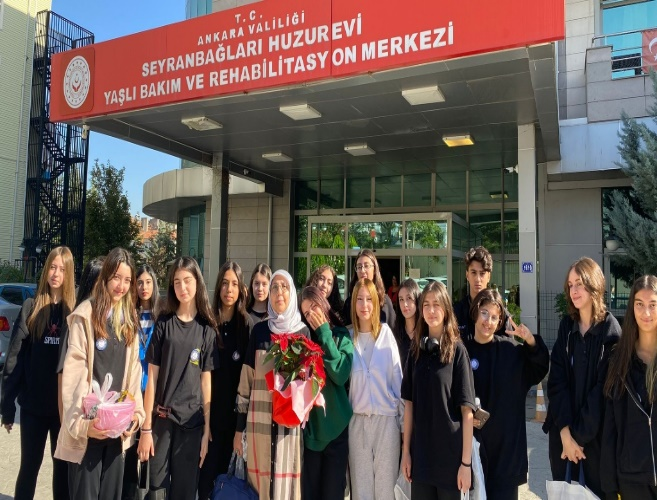 T.C.
ANKARA VALİLİĞİ
SEYRANBAĞLARI HUZUREVİ
YAŞLI BAKIM VE REHABİLİTASYON MERKEZİ